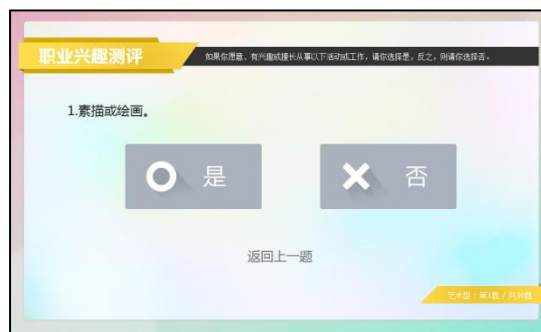 职业兴趣测评
如果你愿意、有兴趣或擅长从事以下活动或工作，请你选择是，反之，则请你选择否。
1.素描或绘画。
是
否
返回上一题
艺术型：第1题 / 共30题